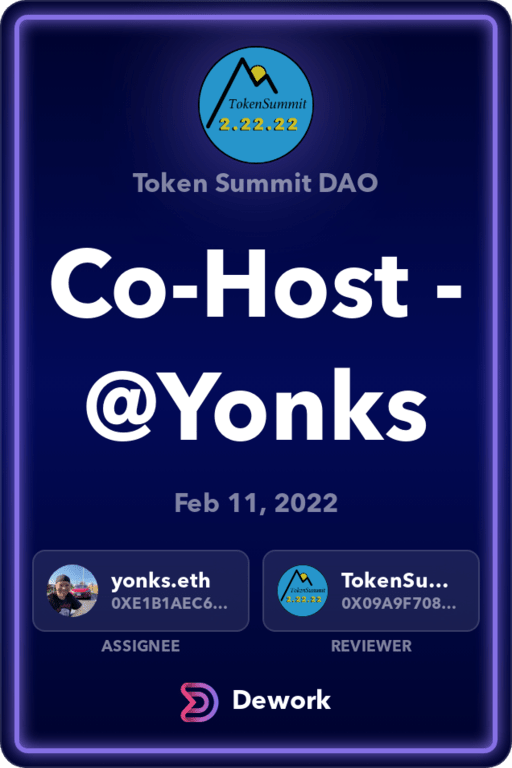 TokenSummit
2.22.22
Token Summit DAO
Co-Host -
@Yonks
Feb 11, 2022
yonks.eth
0XE1B1AEC6...
TokenSu...
0X09A9F708...
TokenSummit
2.22.22
ASSIGNEE
REVIEWER
Dework